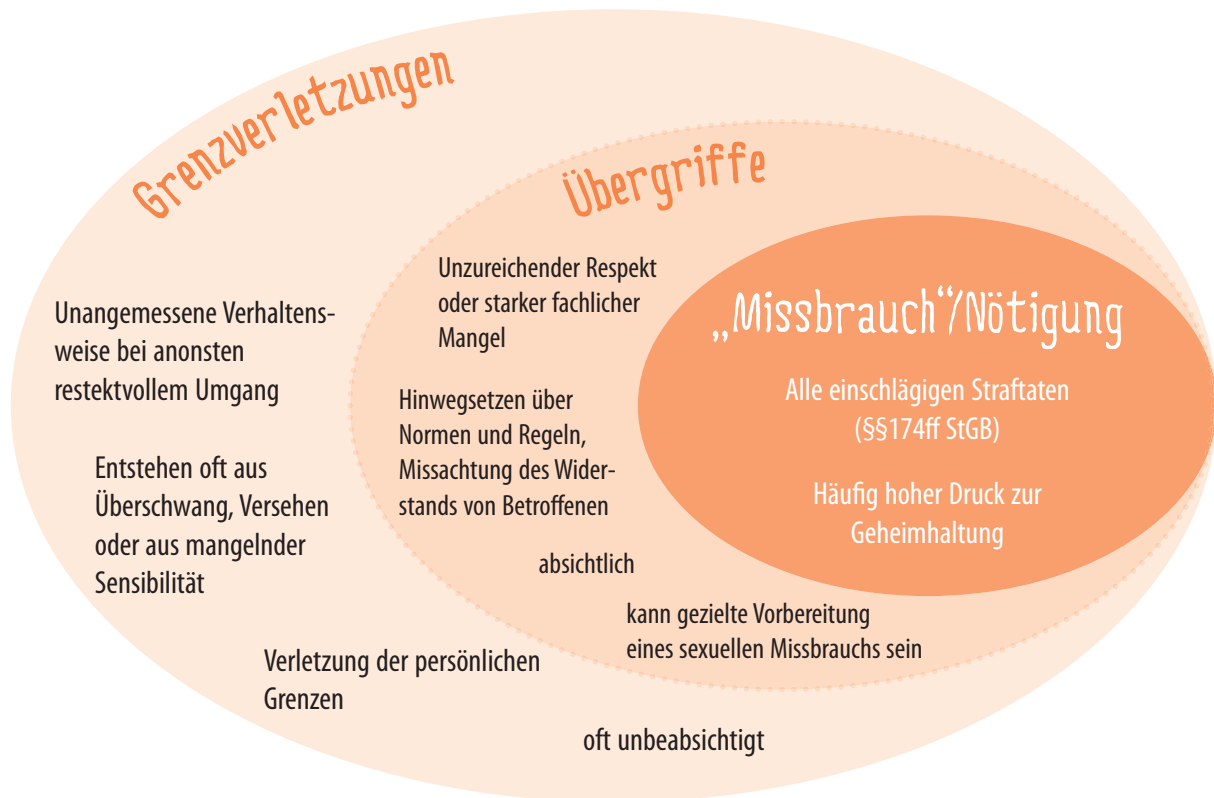 Grenzverletzungen
Unangemessene Verhaltens-
weise bei anonsten
restektvollem Umgang
Entstehen oft aus
Überschwang, Versehen
oder aus mangelnder
Sensibilität
Verletzung der persönlichen
Grenzen
oft unbeabsichtigt
Übergriffe
Unzureichender Respekt
oder starker fachlicher
Mangel
Hinwegsetzen über
Normen und Regeln,
Missachtung des Wider-
stands von Betroffenen
absichtlich
kann gezielte Vorbereitung
eines sexuellen Missbrauchs sein
„Missbrauch“/Nötigung
Alle einschlägigen Straftaten
(§§174ff StGB)
Häufig hoher Druck zur
Geheimhaltung